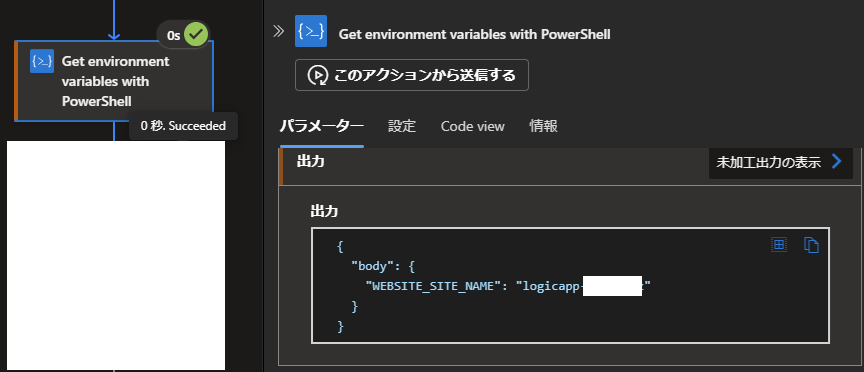 0s
Get environment
variables with
PowerShell
0 秒. Succeeded
Get environment variables with PowerShell
このアクションから送信する
パラメーター 設定 Code view 情報
出力 未加工出力の表示
出力
{
"body": {
"WEBSITE_SITE_NAME": "logicapp-
}
}